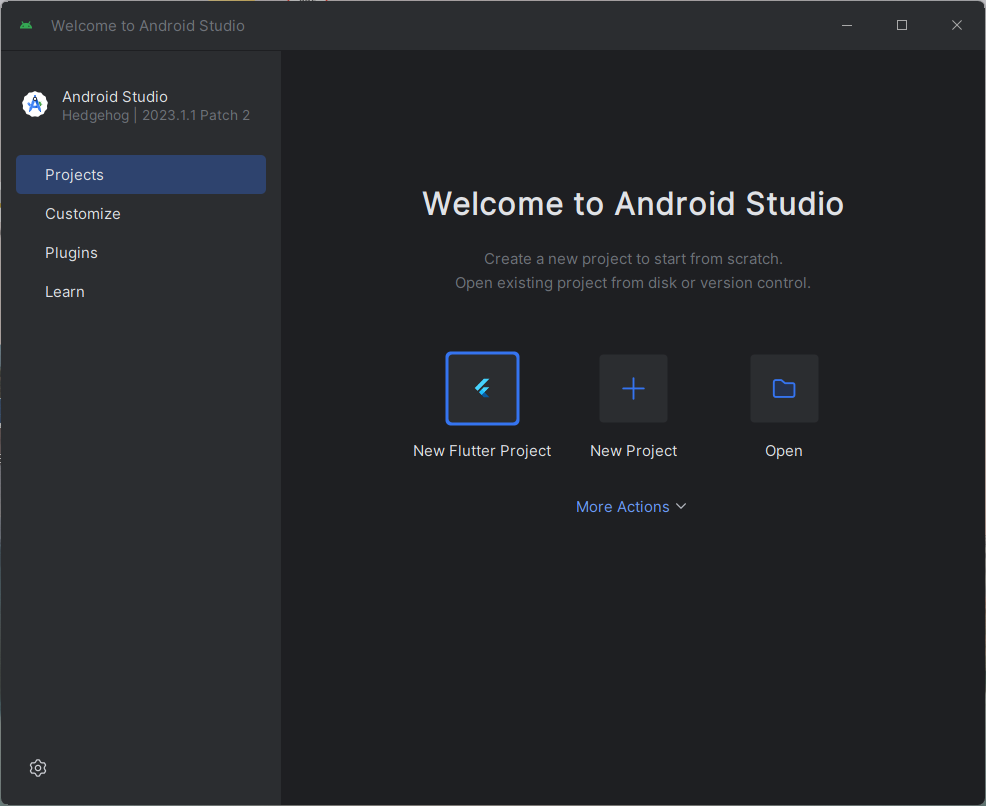 Welcome to Android Studio
Android Studio
Hedgehog | 2023.1.1 Patch 2
Projects
Customize
Plugins
Learn
Welcome to Android Studio
Create a new project to start from scratch.
Open existing project from disk or version control.
New Flutter Project
New Project
Open
More Actions